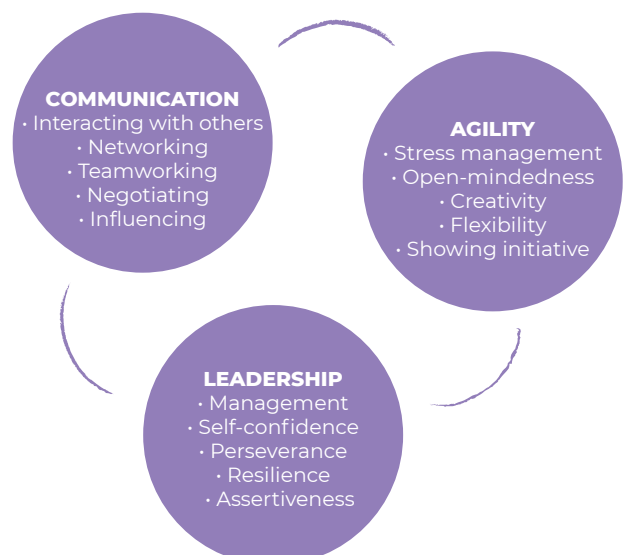 COMMUNICATION
· Interacting with others
· Networking
· Teamworking
· Negotiating
· Influencing
AGILITY
· Stress management
· Open-mindedness
· Creativity
· Flexibility
· Showing initiative
LEADERSHIP
· Management
· Self-confidence
· Perseverance
· Resilience
· Assertiveness